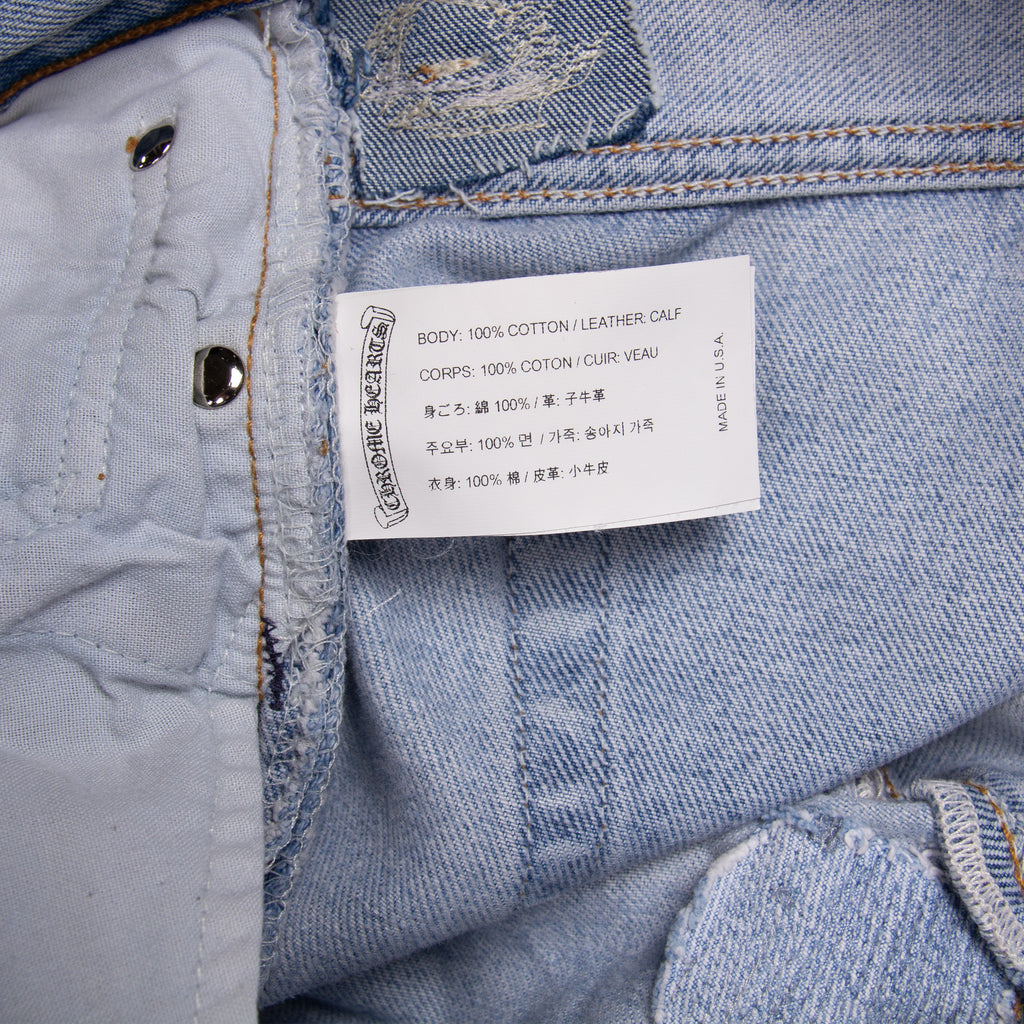 CHROME HEARTS
BODY: 100% COTTON / LEATHER: CALF
CORPS: 100% COTON / CUIR: VEAU
身ごろ: 綿 100% / 革: 子牛革
주요부: 100% 면 / 가죽: 송아지 가죽
衣身: 100% 棉 / 皮革: 小牛皮
MADE IN U.S.A.